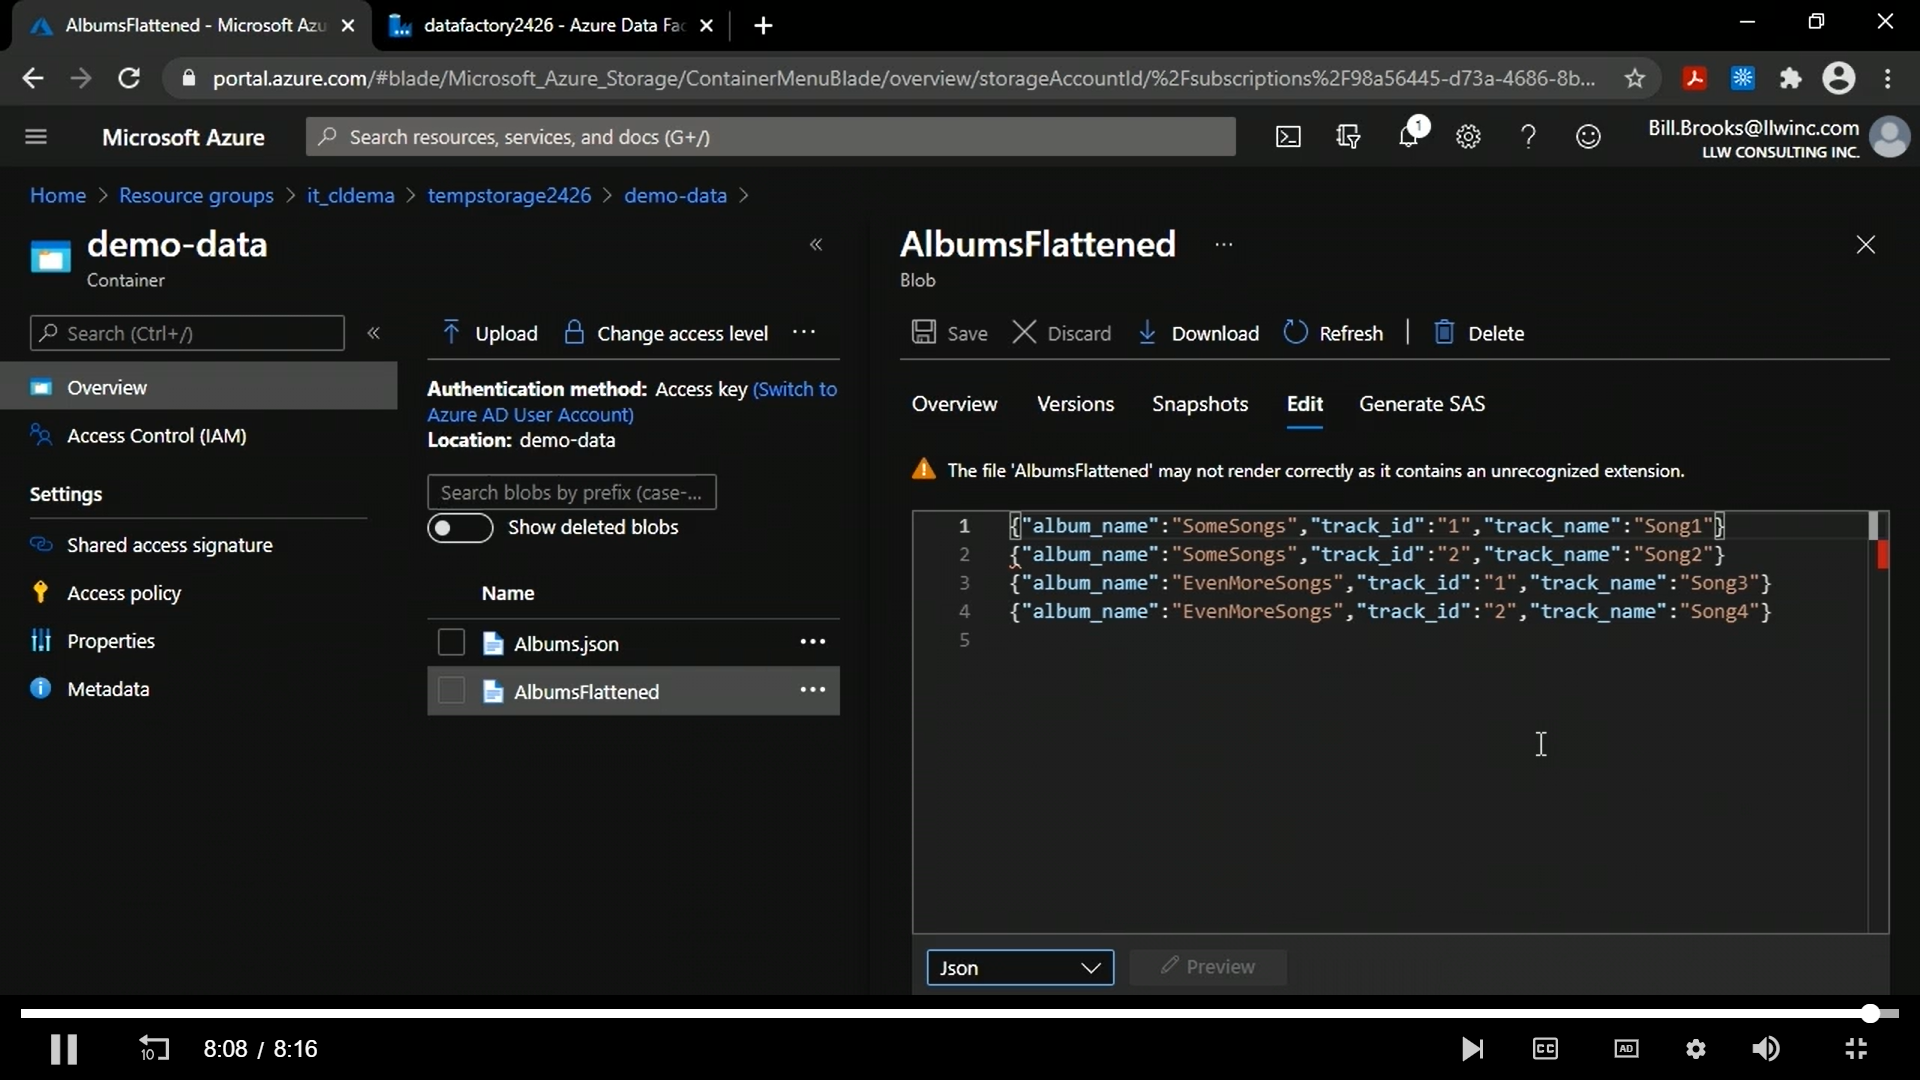 AlbumsFlattened - Microsoft Azu
datafactory2426 - Azure Data Fac
portal.azure.com/#blade/Microsoft_Azure_Storage/ContainerMenuBlade/overview/storageAccountId/%2Fsubscriptions%2F98a56445-d73a-4686-8b...
Microsoft Azure
Search resources, services, and docs (G+/)
1
Bill.Brooks@llwinc.com
LLW CONSULTING INC.
Home > Resource groups > it_cldema > tempstorage2426 > demo-data >
demo-data
Container
Search (Ctrl+/)
Overview
Access Control (IAM)
Settings
Shared access signature
Access policy
Properties
Metadata
Upload
Change access level
Authentication method: Access key (Switch to
Azure AD User Account)
Location: demo-data
Search blobs by prefix (case-...
Show deleted blobs
Name
Albums.json
AlbumsFlattened
AlbumsFlattened
Blob
Save
Discard
Download
Refresh
Delete
Overview
Versions
Snapshots
Edit
Generate SAS
The file 'AlbumsFlattened' may not render correctly as it contains an unrecognized extension.
1 {"album_name":"SomeSongs","track_id":"1","track_name":"Song1"}
2 {"album_name":"SomeSongs","track_id":"2","track_name":"Song2"}
3 {"album_name":"EvenMoreSongs","track_id":"1","track_name":"Song3"}
4 {"album_name":"EvenMoreSongs","track_id":"2","track_name":"Song4"}
5
Json
Preview
10
8:08 / 8:16
CC
AD